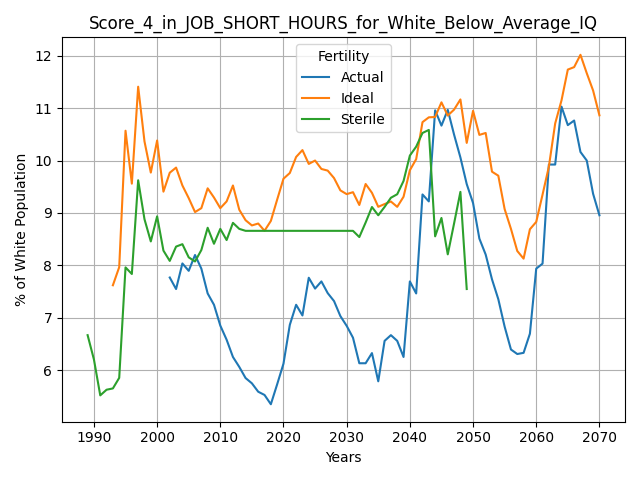 Score_4_in_JOB_SHORT_HOURS_for_White_Below_Average_IQ
Fertility
Actual
Ideal
Sterile
% of White Population
12
11
10
9
8
7
6
1990 2000 2010 2020 2030 2040 2050 2060 2070
Years